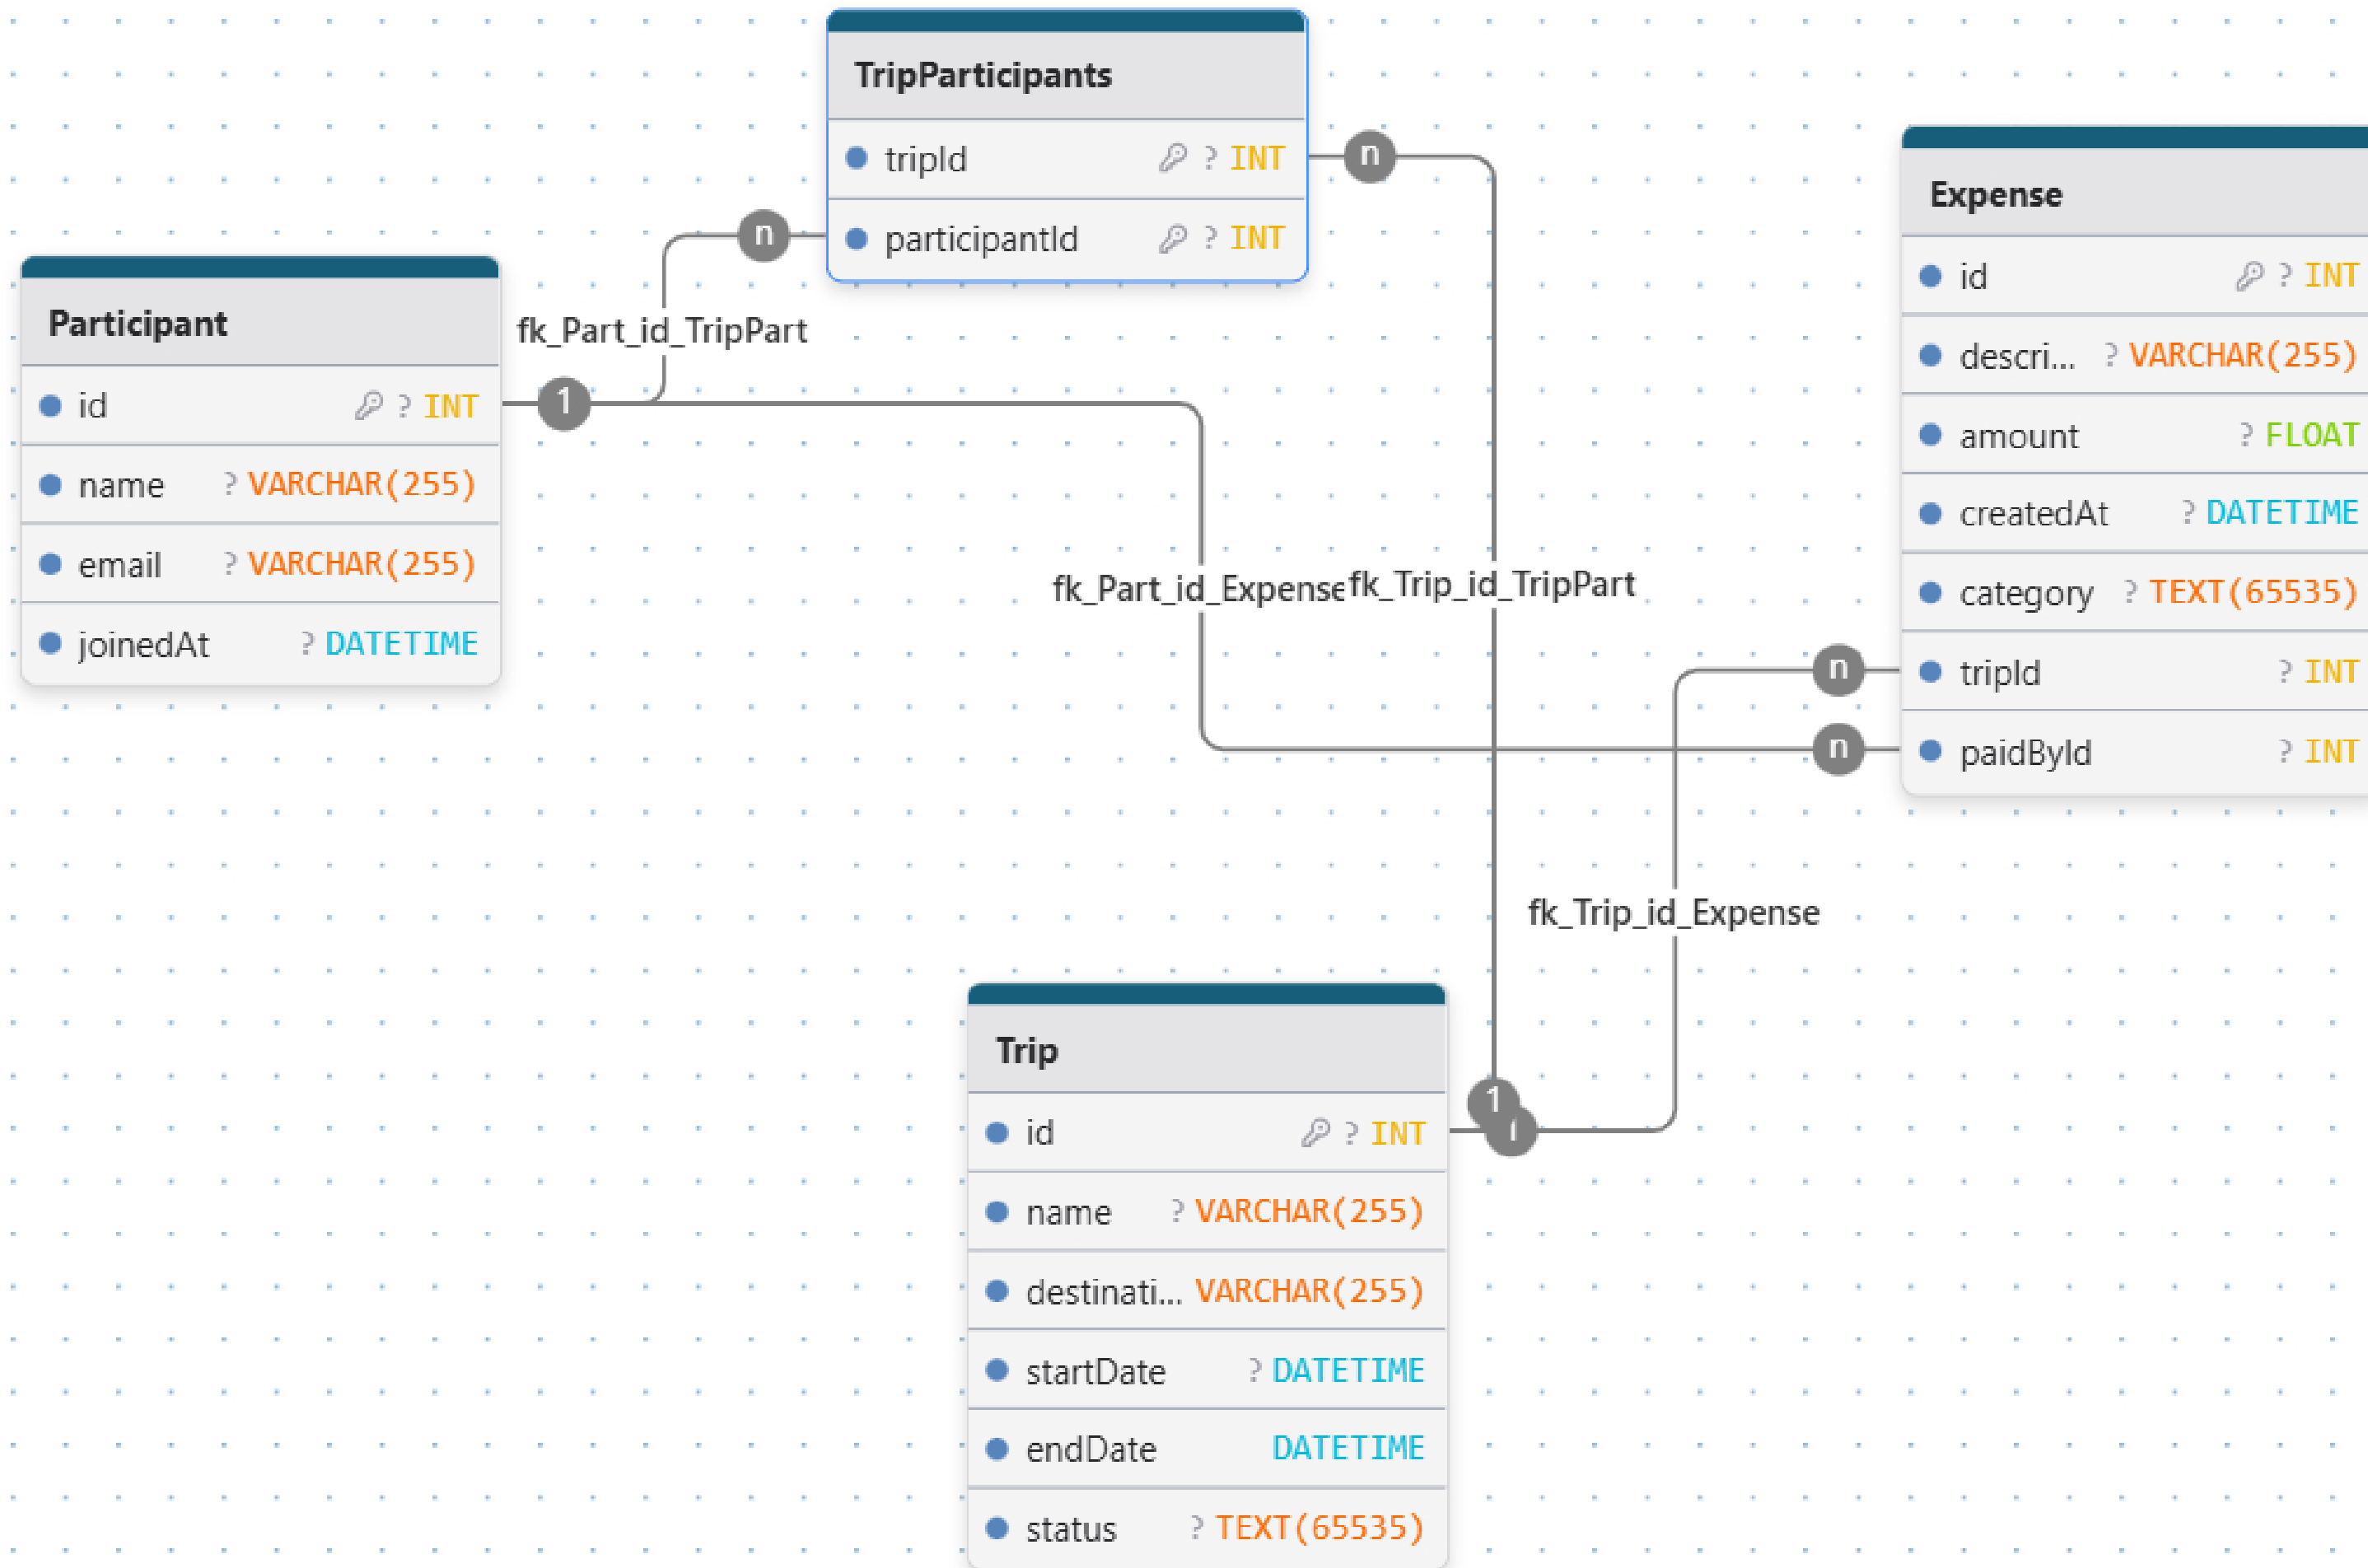 TripParticipants
tripId ? INT
participantId ? INT
n
n
Participant
id ? INT
name ? VARCHAR(255)
email ? VARCHAR(255)
joinedAt ? DATETIME
1
fk_Part_id_TripPart
fk_Part_id_Expense
fk_Trip_id_TripPart
Expense
id ? INT
descri... ? VARCHAR(255)
amount ? FLOAT
createdAt ? DATETIME
category ? TEXT(65535)
n
tripId ? INT
n
paidById ? INT
fk_Trip_id_Expense
Trip
id ? INT
1
name ? VARCHAR(255)
destinati... VARCHAR(255)
startDate ? DATETIME
endDate DATETIME
status ? TEXT(65535)